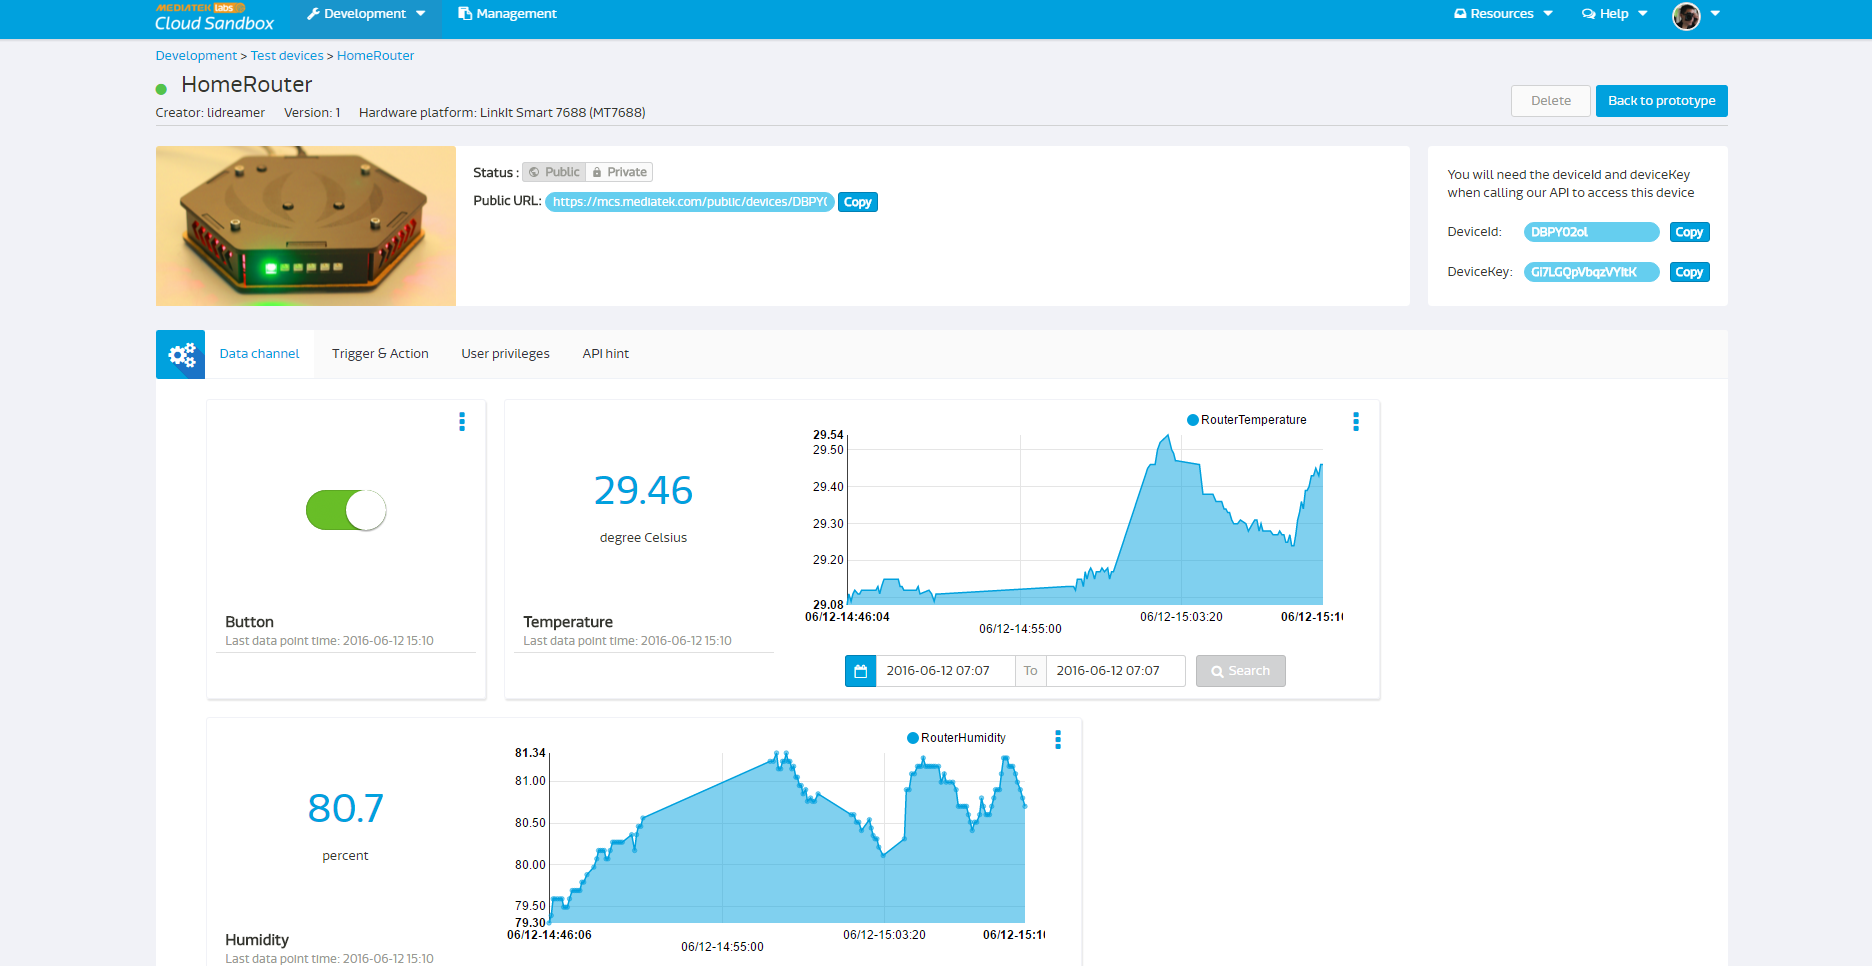 MEDIATEK labs
Cloud Sandbox
Development
Management
Resources
Help
Development > Test devices > HomeRouter
HomeRouter
Creator: lidreamer Version: 1 Hardware platform: LinkIt Smart 7688 (MT7688)
Delete
Back to prototype
Status : Public Private
Public URL: https://mcs.mediatek.com/public/devices/DBPY Copy
You will need the deviceId and deviceKey
when calling our API to access this device
DeviceId: DBPY02ol Copy
DeviceKey: Copy
Data channel
Trigger & Action
User privileges
API hint
Button
Last data point time: 2016-06-12 15:10
29.46
degree Celsius
Temperature
Last data point time: 2016-06-12 15:10
RouterTemperature
29.54
29.50
29.40
29.30
29.20
29.08
06/12-14:46:04
06/12-14:55:00
06/12-15:03:20
06/12-15:1
2016-06-12 07:07 To 2016-06-12 07:07 Search
80.7
percent
Humidity
Last data point time: 2016-06-12 15:10
RouterHumidity
81.34
81.00
80.50
80.00
79.50
79.30
06/12-14:46:06
06/12-14:55:00
06/12-15:03:20
06/12-15:1